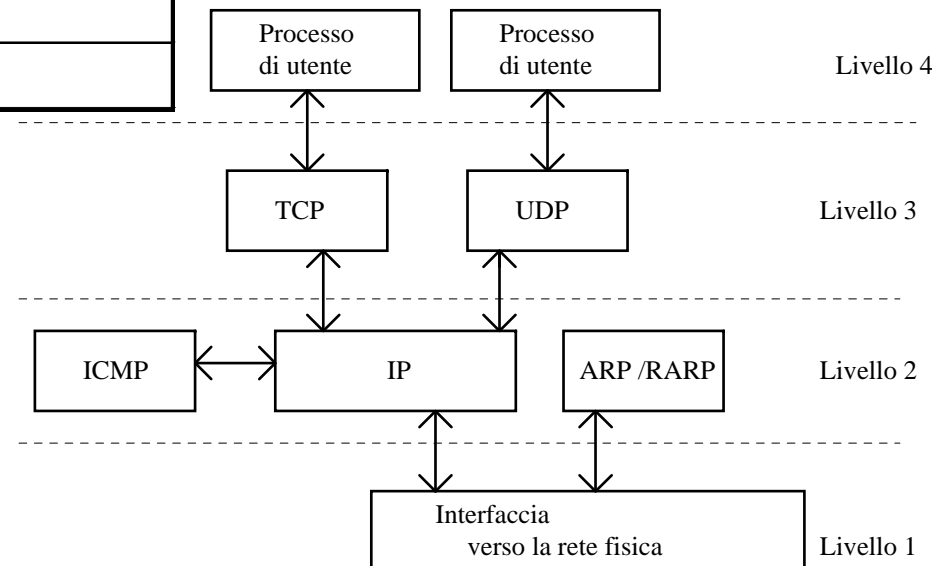 Processo Processo
di utente di utente Livello 4
TCP UDP Livello 3
ICMP IP ARP /RARP Livello 2
Interfaccia
verso la rete fisica Livello 1